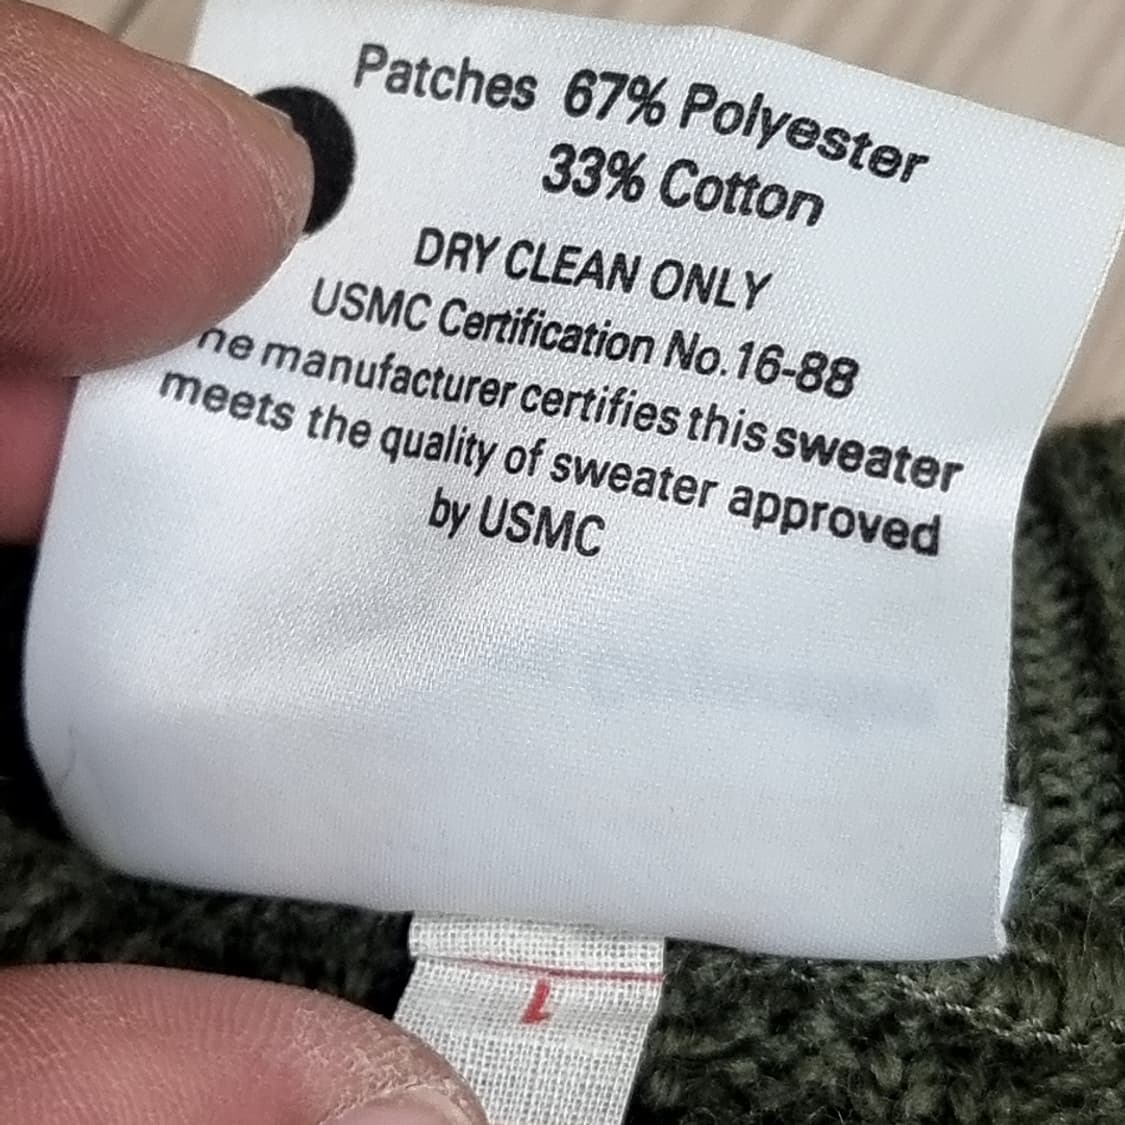 Patches 67% Polyester
33% Cotton
DRY CLEAN ONLY
USMC Certification No.16-88
he manufacturer certifies this sweater
meets the quality of sweater approved
by USMC